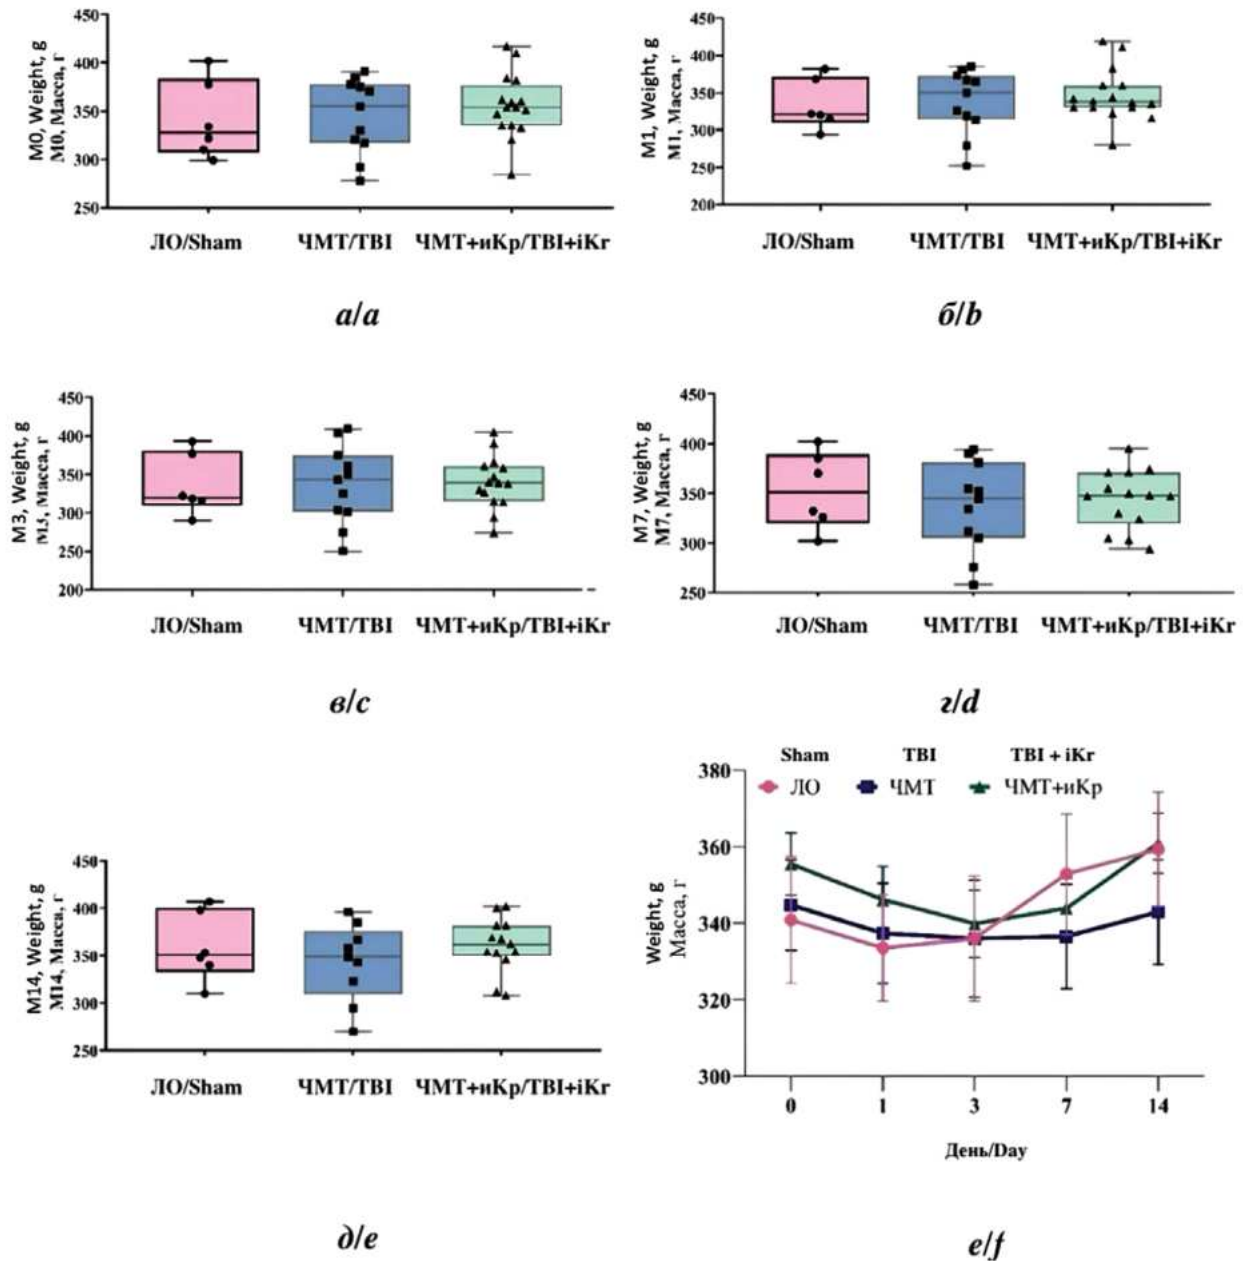 M0, Weight, g
M0, Масса, г
450
400
350
300
250
ЛО/Sham
ЧМТ/TBI
ЧМТ+иКр/TBI+iKr
а/a
M1, Weight, g
M1, Масса, г
450
400
350
300
250
200
ЛО/Sham
ЧМТ/TBI
ЧМТ+иКр/TBI+iKr
б/b
M3, Weight, g
M3, Масса, г
450
400
350
300
250
200
ЛО/Sham
ЧМТ/TBI
ЧМТ+иКр/TBI+iKr
в/c
M7, Weight, g
M7, Масса, г
450
400
350
300
250
ЛО/Sham
ЧМТ/TBI
ЧМТ+иКр/TBI+iKr
г/d
M14, Weight, g
M14, Масса, г
450
400
350
300
250
ЛО/Sham
ЧМТ/TBI
ЧМТ+иКр/TBI+iKr
д/e
Sham TBI TBI + iKr
ЛО ЧМТ ЧМТ+иКр
Weight, g
Масса, г
380
360
340
320
300
0 1 3 7 14
День/Day
е/f